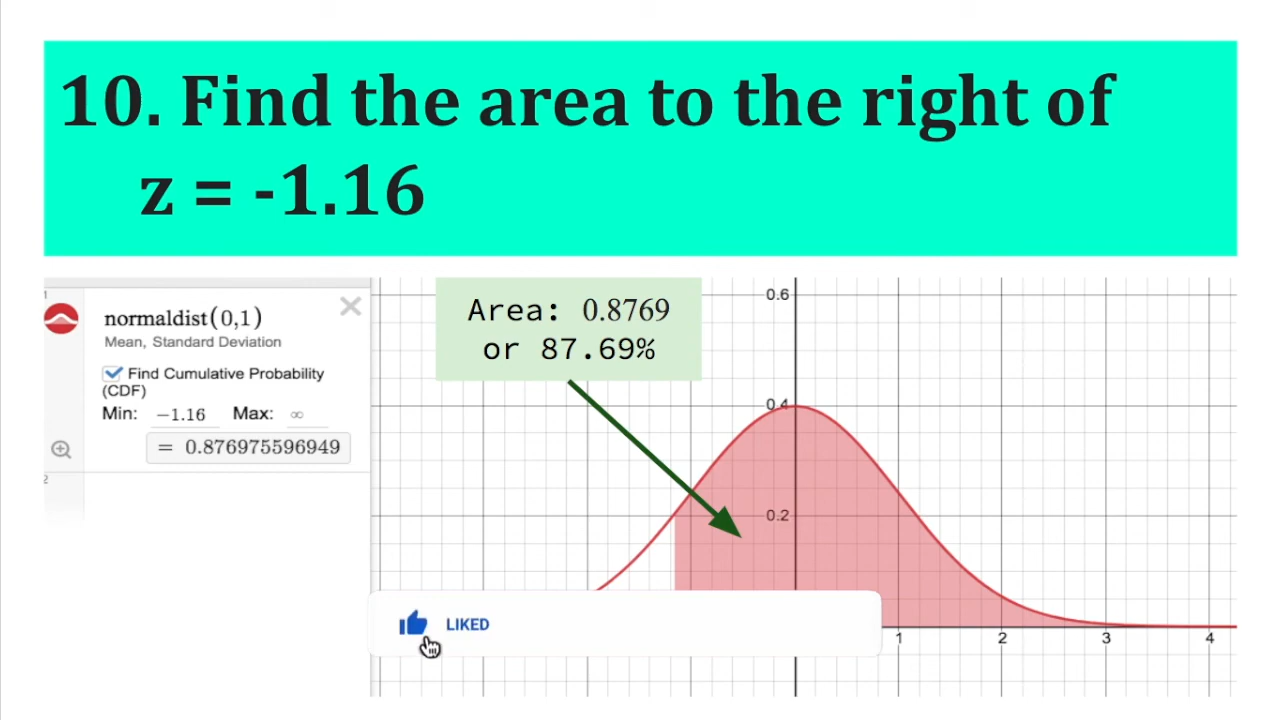 10. Find the area to the right of
z = -1.16
1
normaldist(0,1)
Mean, Standard Deviation
Find Cumulative Probability
(CDF)
Min: −1.16 Max: ∞
= 0.876975596949
2
Area: 0.8769
or 87.69%
0.6
0.4
0.2
1 2 3 4
LIKED